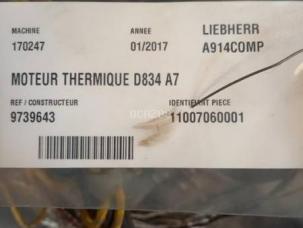 MACHINE ANNEE LIEBHERR
170247 01/2017 A914COMP
MOTEUR THERMIQUE D834 A7
REF / CONSTRUCTEUR IDENTIFIANT PIECE
9739643 11007060001